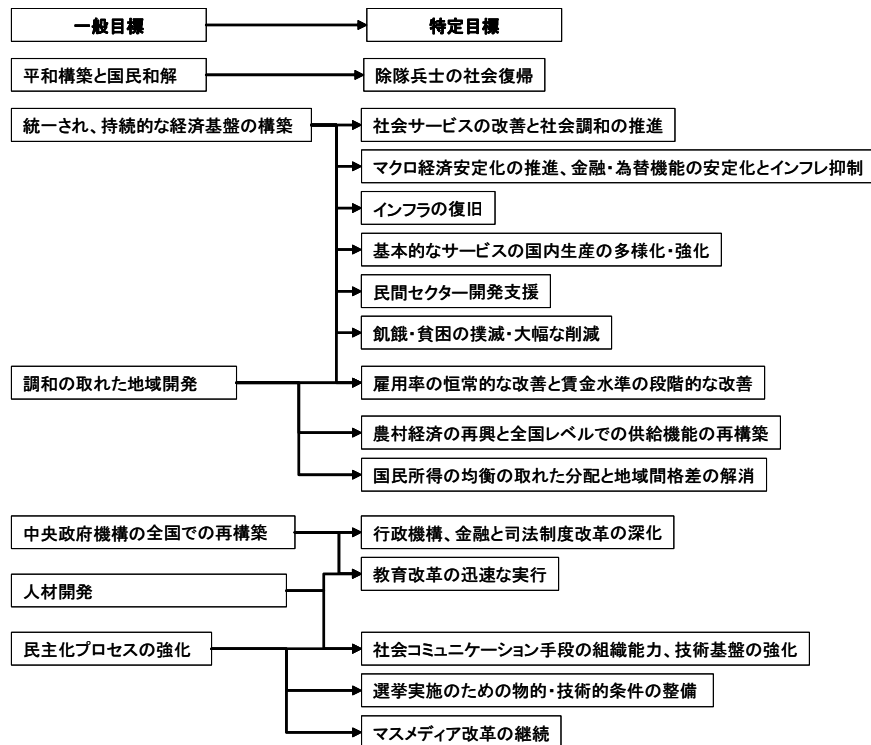 一般目標
特定目標
平和構築と国民和解
除隊兵士の社会復帰
統一され、持続的な経済基盤の構築
社会サービスの改善と社会調和の推進
マクロ経済安定化の推進、金融・為替機能の安定化とインフレ抑制
インフラの復旧
基本的なサービスの国内生産の多様化・強化
民間セクター開発支援
飢餓・貧困の撲滅・大幅な削減
調和の取れた地域開発
雇用率の恒常的な改善と賃金水準の段階的な改善
農村経済の再興と全国レベルでの供給機能の再構築
国民所得の均衡の取れた分配と地域間格差の解消
中央政府機構の全国での再構築
行政機構、金融と司法制度改革の深化
教育改革の迅速な実行
人材開発
民主化プロセスの強化
社会コミュニケーション手段の組織能力、技術基盤の強化
選挙実施のための物的・技術的条件の整備
マスメディア改革の継続